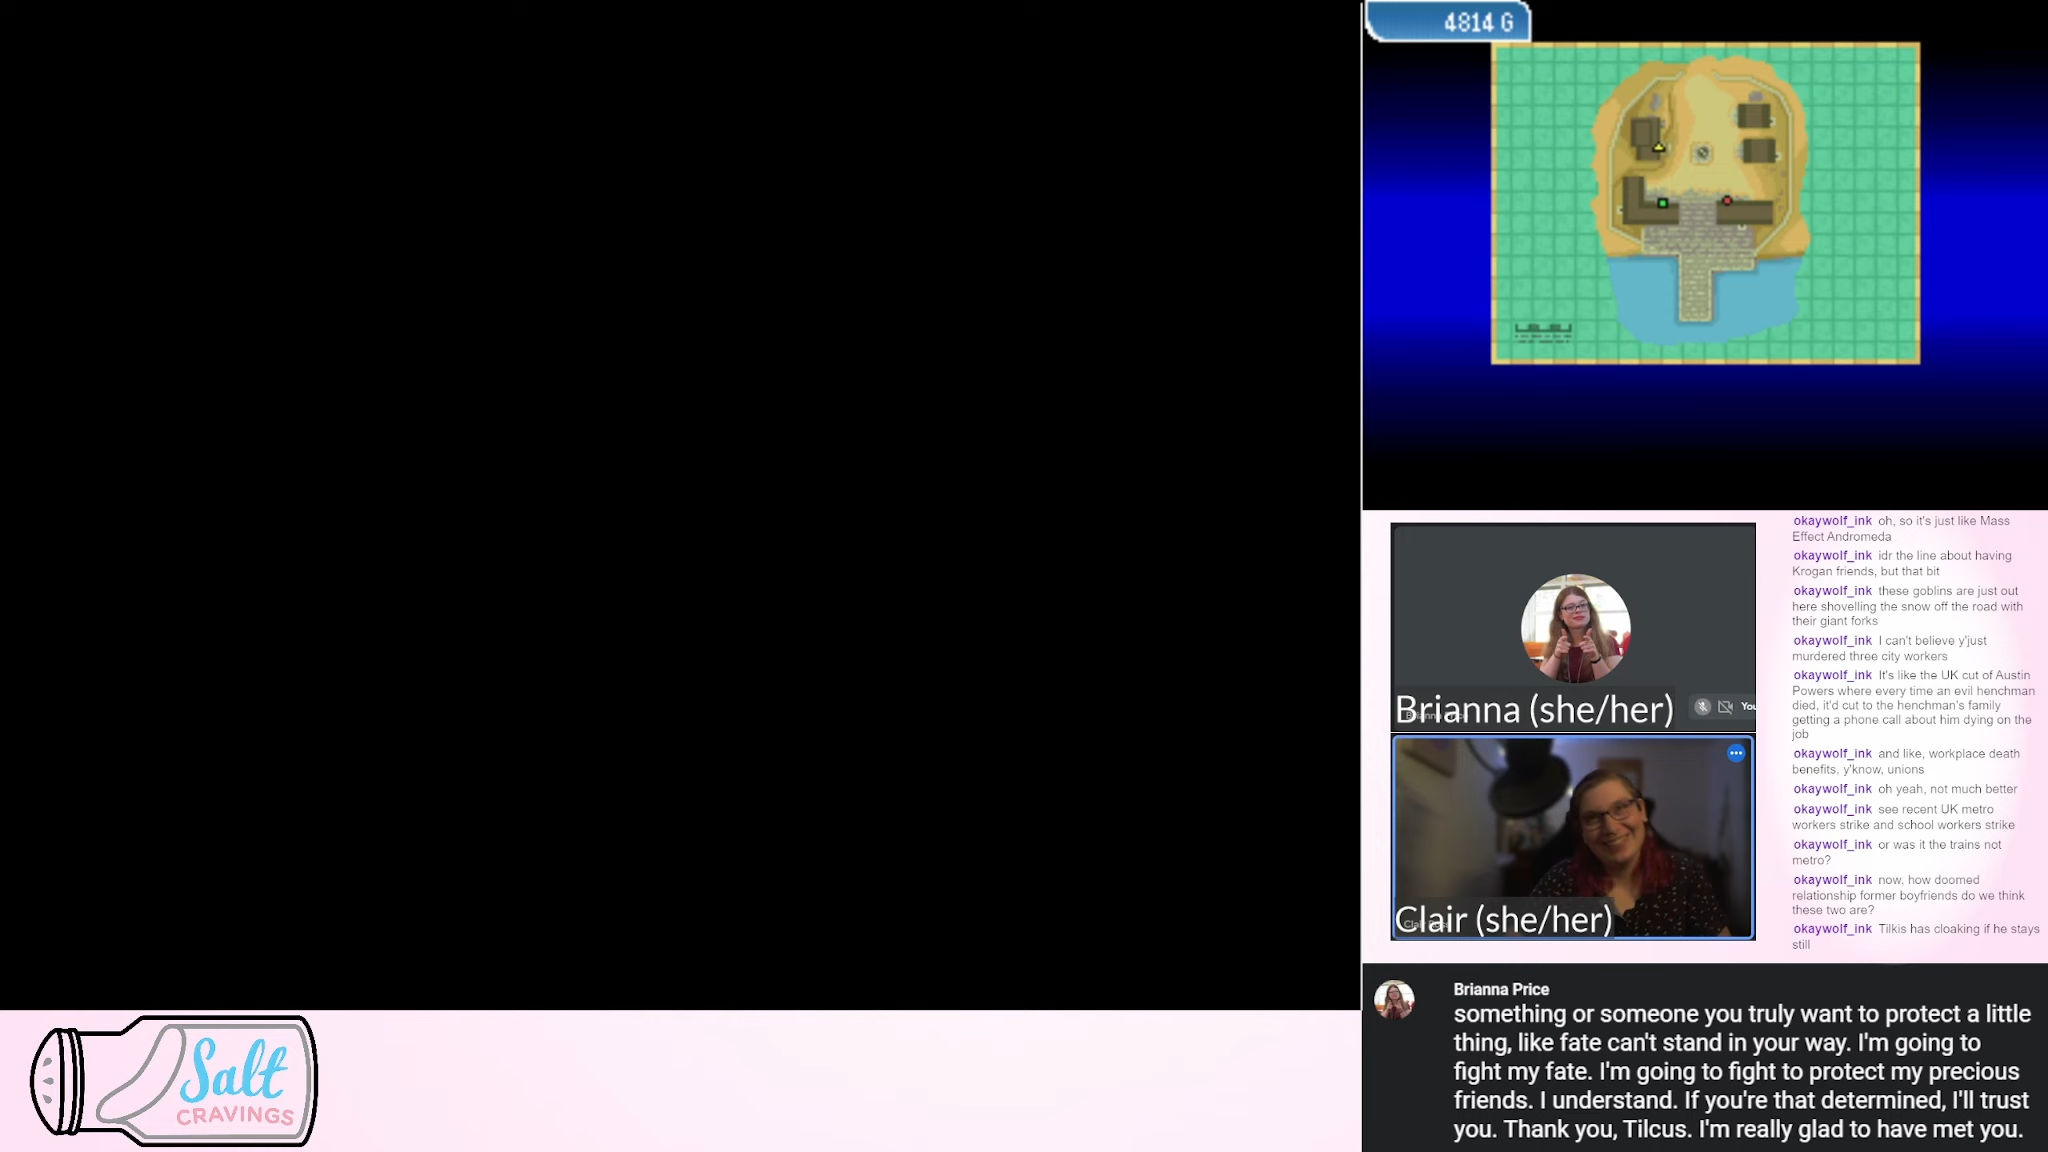 4814 G
okaywolf_ink oh, so it's just like Mass
Effect Andromeda
okaywolf_ink idr the line about having
Krogan friends, but that bit
okaywolf_ink these goblins are just out
here shovelling the snow off the road with
their giant forks
okaywolf_ink I can't believe y'just
murdered three city workers
okaywolf_ink It's like the UK cut of Austin
Powers where every time an evil henchman
died, it'd cut to the henchman's family
getting a phone call about him dying on the
job
okaywolf_ink and like, workplace death
benefits, y'know, unions
okaywolf_ink oh yeah, not much better
okaywolf_ink see recent UK metro
workers strike and school workers strike
okaywolf_ink or was it the trains not
metro?
okaywolf_ink now, how doomed
relationship former boyfriends do we think
these two are?
okaywolf_ink Tilkis has cloaking if he stays
still
Brianna (she/her)
You
Clair (she/her)
Brianna Price
something or someone you truly want to protect a little
thing, like fate can't stand in your way. I'm going to
fight my fate. I'm going to fight to protect my precious
friends. I understand. If you're that determined, I'll trust
you. Thank you, Tilcus. I'm really glad to have met you.
Salt
CRAVINGS